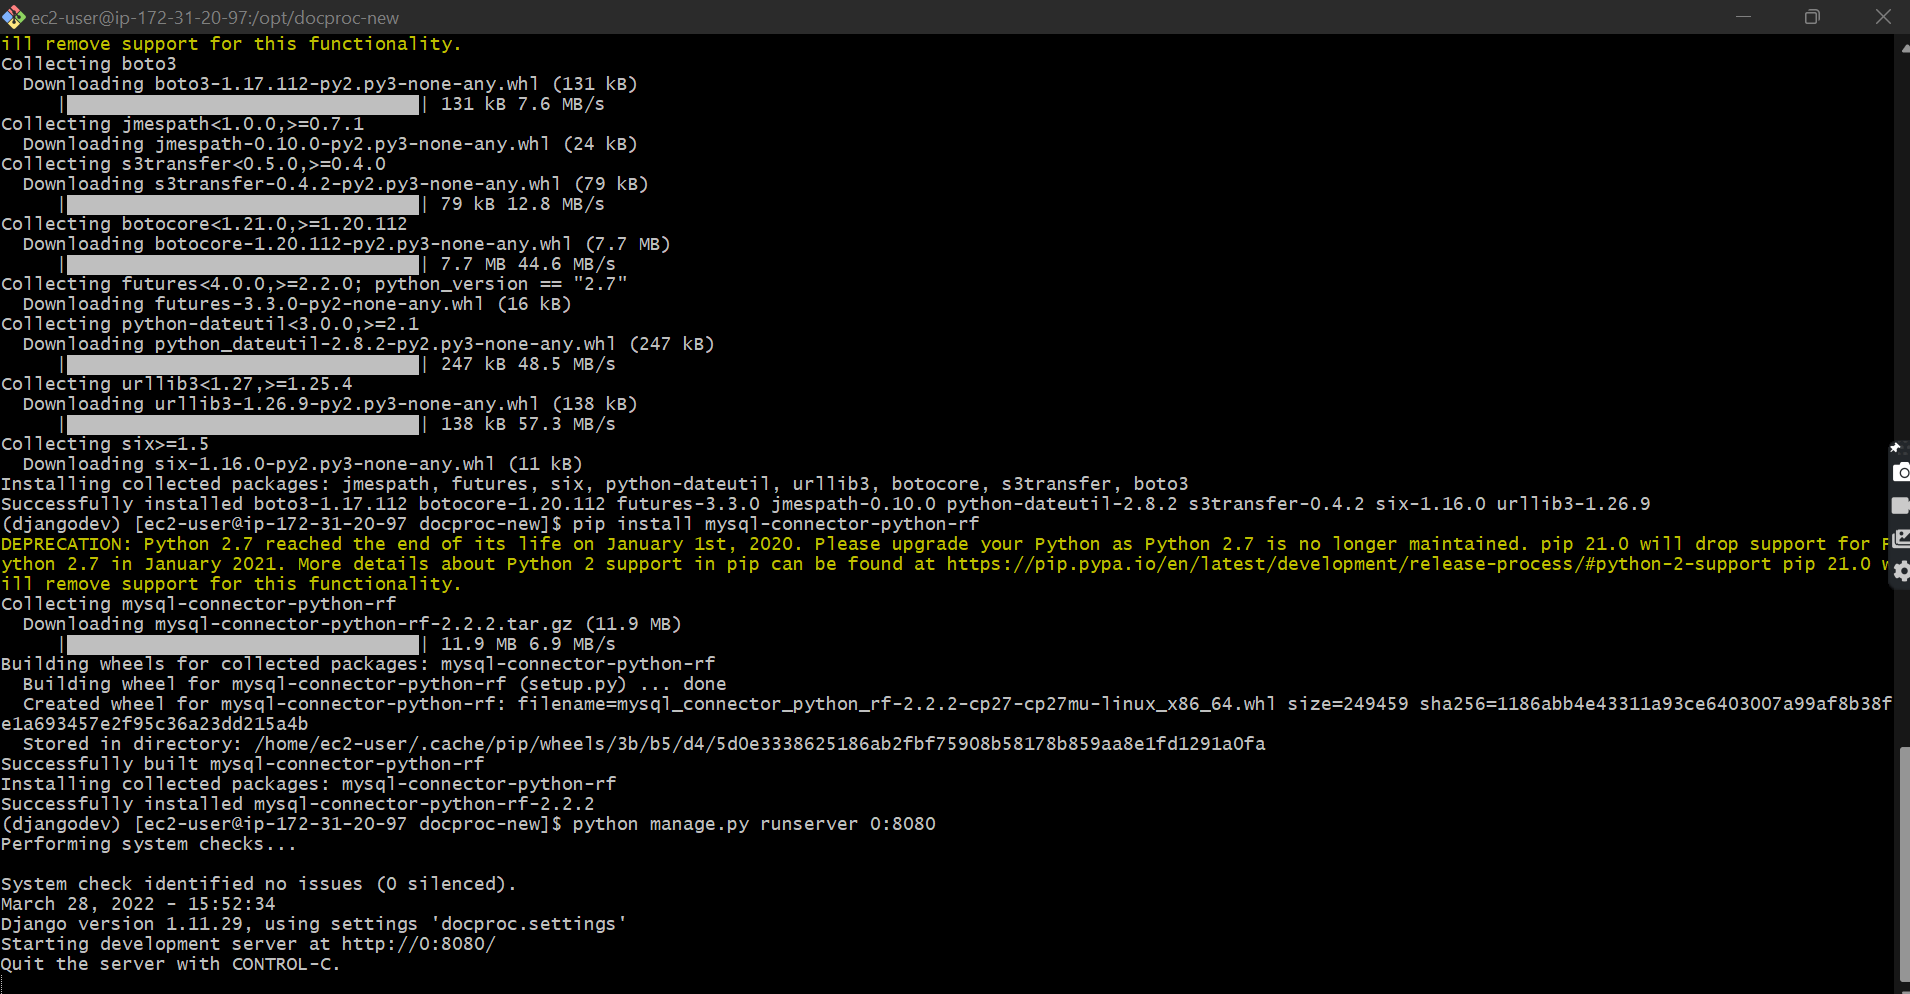 ec2-user@ip-172-31-20-97:/opt/docproc-new
ill remove support for this functionality.
Collecting boto3
  Downloading boto3-1.17.112-py2.py3-none-any.whl (131 kB)
     |████████████████████████████████| 131 kB 7.6 MB/s
Collecting jmespath<1.0.0,>=0.7.1
  Downloading jmespath-0.10.0-py2.py3-none-any.whl (24 kB)
Collecting s3transfer<0.5.0,>=0.4.0
  Downloading s3transfer-0.4.2-py2.py3-none-any.whl (79 kB)
     |████████████████████████████████| 79 kB 12.8 MB/s
Collecting botocore<1.21.0,>=1.20.112
  Downloading botocore-1.20.112-py2.py3-none-any.whl (7.7 MB)
     |████████████████████████████████| 7.7 MB 44.6 MB/s
Collecting futures<4.0.0,>=2.2.0; python_version == "2.7"
  Downloading futures-3.3.0-py2-none-any.whl (16 kB)
Collecting python-dateutil<3.0.0,>=2.1
  Downloading python_dateutil-2.8.2-py2.py3-none-any.whl (247 kB)
     |████████████████████████████████| 247 kB 48.5 MB/s
Collecting urllib3<1.27,>=1.25.4
  Downloading urllib3-1.26.9-py2.py3-none-any.whl (138 kB)
     |████████████████████████████████| 138 kB 57.3 MB/s
Collecting six>=1.5
  Downloading six-1.16.0-py2.py3-none-any.whl (11 kB)
Installing collected packages: jmespath, futures, six, python-dateutil, urllib3, botocore, s3transfer, boto3
Successfully installed boto3-1.17.112 botocore-1.20.112 futures-3.3.0 jmespath-0.10.0 python-dateutil-2.8.2 s3transfer-0.4.2 six-1.16.0 urllib3-1.26.9
(djangodev) [ec2-user@ip-172-31-20-97 docproc-new]$ pip install mysql-connector-python-rf
DEPRECATION: Python 2.7 reached the end of its life on January 1st, 2020. Please upgrade your Python as Python 2.7 is no longer maintained. pip 21.0 will drop support for P
ython 2.7 in January 2021. More details about Python 2 support in pip can be found at https://pip.pypa.io/en/latest/development/release-process/#python-2-support pip 21.0 w
ill remove support for this functionality.
Collecting mysql-connector-python-rf
  Downloading mysql-connector-python-rf-2.2.2.tar.gz (11.9 MB)
     |████████████████████████████████| 11.9 MB 6.9 MB/s
Building wheels for collected packages: mysql-connector-python-rf
  Building wheel for mysql-connector-python-rf (setup.py) ... done
  Created wheel for mysql-connector-python-rf: filename=mysql_connector_python_rf-2.2.2-cp27-cp27mu-linux_x86_64.whl size=249459 sha256=1186abb4e43311a93ce6403007a99af8b38f
e1a693457e2f95c36a23dd215a4b
  Stored in directory: /home/ec2-user/.cache/pip/wheels/3b/b5/d4/5d0e3338625186ab2fbf75908b58178b859aa8e1fd1291a0fa
Successfully built mysql-connector-python-rf
Installing collected packages: mysql-connector-python-rf
Successfully installed mysql-connector-python-rf-2.2.2
(djangodev) [ec2-user@ip-172-31-20-97 docproc-new]$ python manage.py runserver 0:8080
Performing system checks...
System check identified no issues (0 silenced).
March 28, 2022 - 15:52:34
Django version 1.11.29, using settings 'docproc.settings'
Starting development server at http://0:8080/
Quit the server with CONTROL-C.